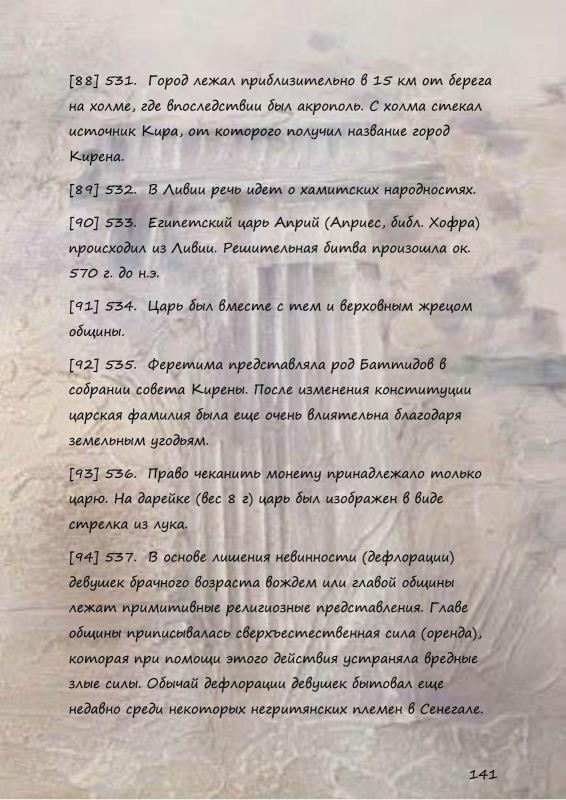 [88] 531.  Город лежал приблизительно в 15 км от берега
на холме, где впоследствии был акрополь. С холма стекал
источник Кира, от которого получил название город
Кирена.
[89] 532.  В Ливии речь идет о хамитских народностях.
[90] 533.  Египетский царь Априй (Априес, библ. Хофра)
происходил из Ливии. Решительная битва произошла ок.
570 г. до н.э.
[91] 534.  Царь был вместе с тем и верховным жрецом
общины.
[92] 535.  Феретима представляла род Баттидов в
собрании совета Кирены. После изменения конституции
царская фамилия была еще очень влиятельна благодаря
земельным угодьям.
[93] 536.  Право чеканить монету принадлежало только
царю. На дарейке (вес 8 г) царь был изображен в виде
стрелка из лука.
[94] 537.  В основе лишения невинности (дефлорации)
девушек брачного возраста вождем или главой общины
лежат примитивные религиозные представления. Главе
общины приписывалась сверхъестественная сила (оренда),
которая при помощи этого действия устраняла вредные
злые силы. Обычай дефлорации девушек бытовал еще
недавно среди некоторых негритянских племен в Сенегале.
141